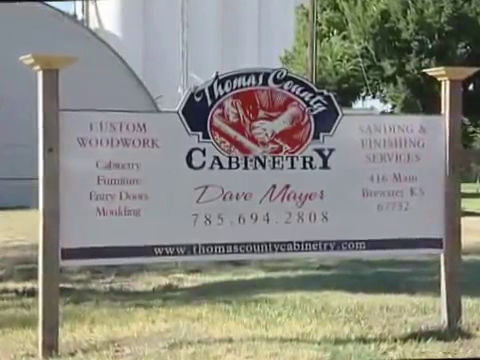 Thomas County
CABINETRY
CUSTOM
WOODWORK
Cabinetry
Furniture
Entry Doors
Moulding
Dave Mayer
785.694.2808
SANDING &
FINISHING
SERVICES
416 Main
Brewster, KS
67732
www.thomascountycabinetry.com